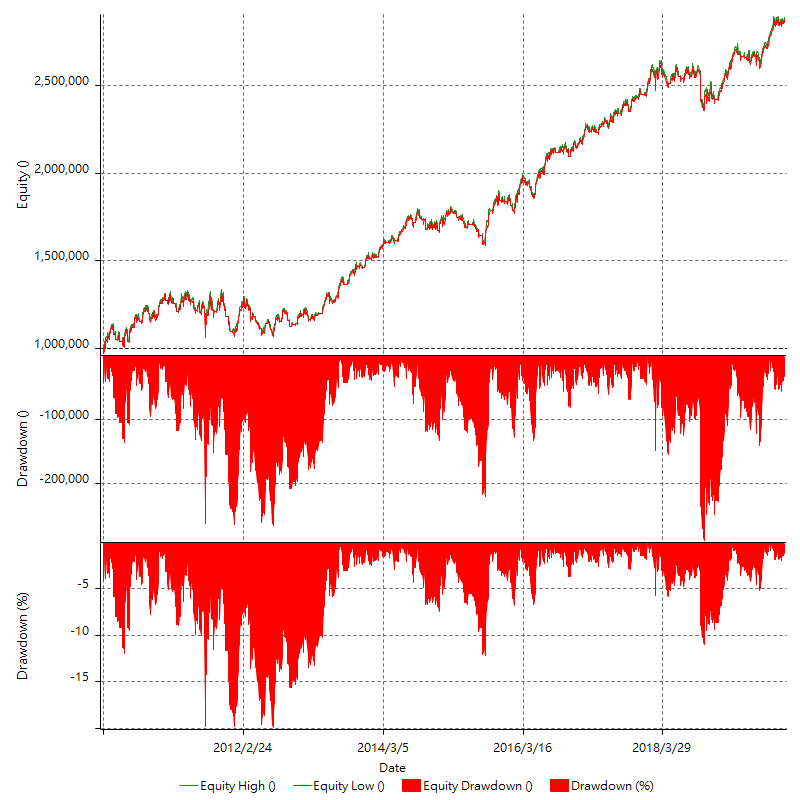 Equity ()
2,500,000
2,000,000
1,500,000
1,000,000
Drawdown ()
-100,000
-200,000
Drawdown (%)
-5
-10
-15
2012/2/24 2014/3/5 2016/3/16 2018/3/29
Date
Equity High () Equity Low () Equity Drawdown () Drawdown (%)